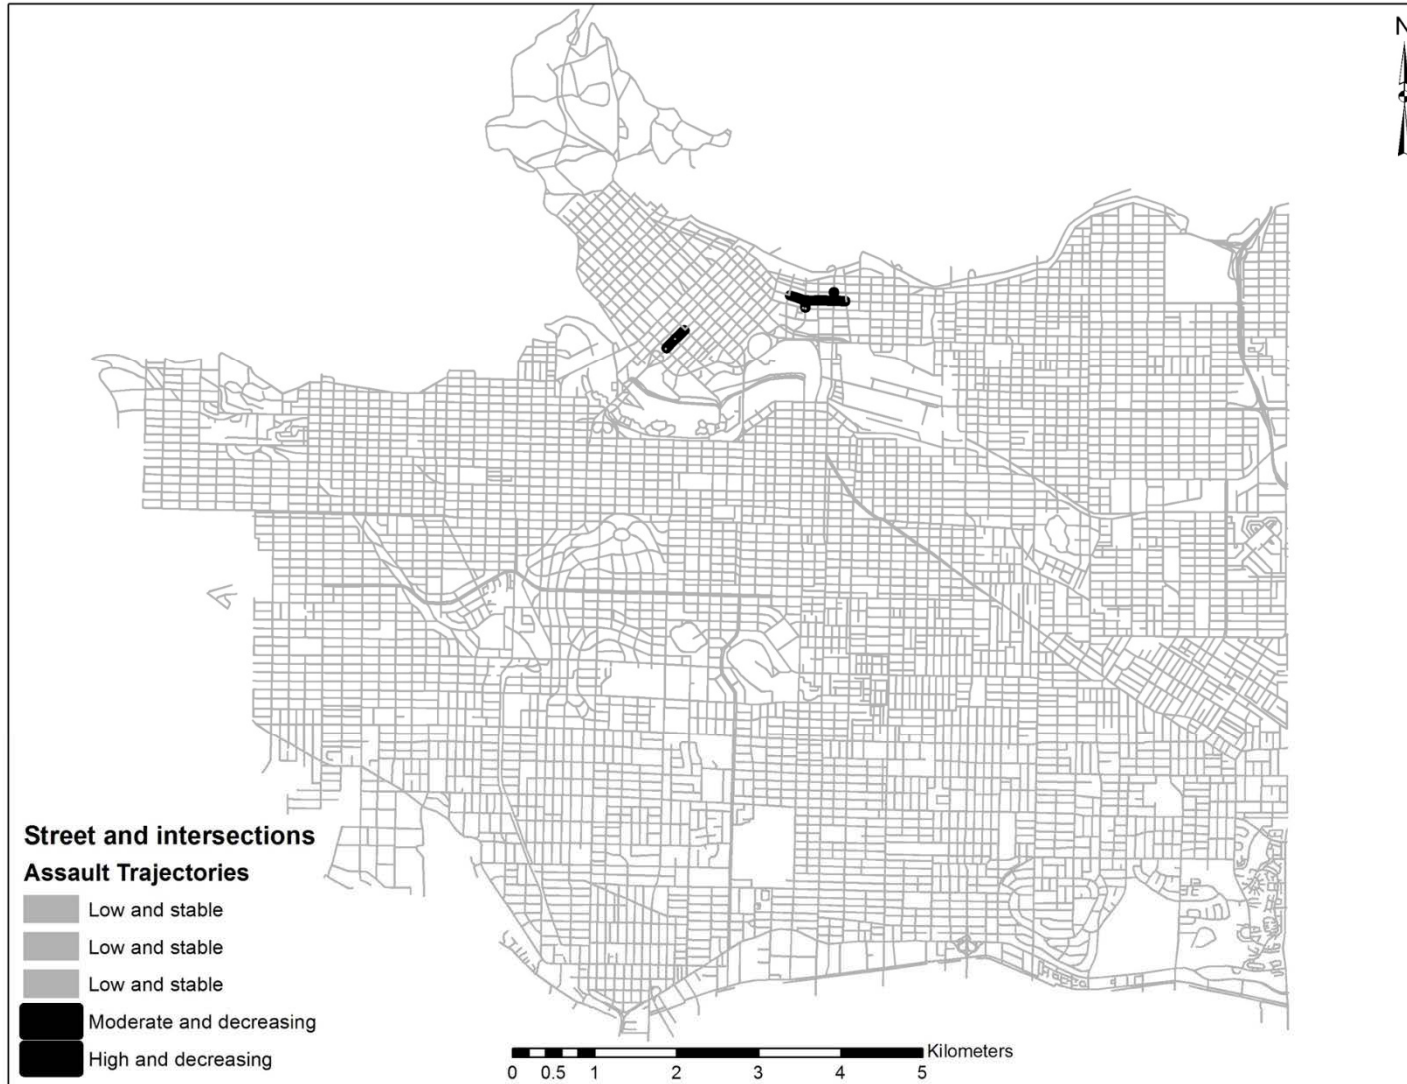 N
Street and intersections
Assault Trajectories
Low and stable
Low and stable
Low and stable
Moderate and decreasing
High and decreasing
Kilometers
0 0.5 1 2 3 4 5